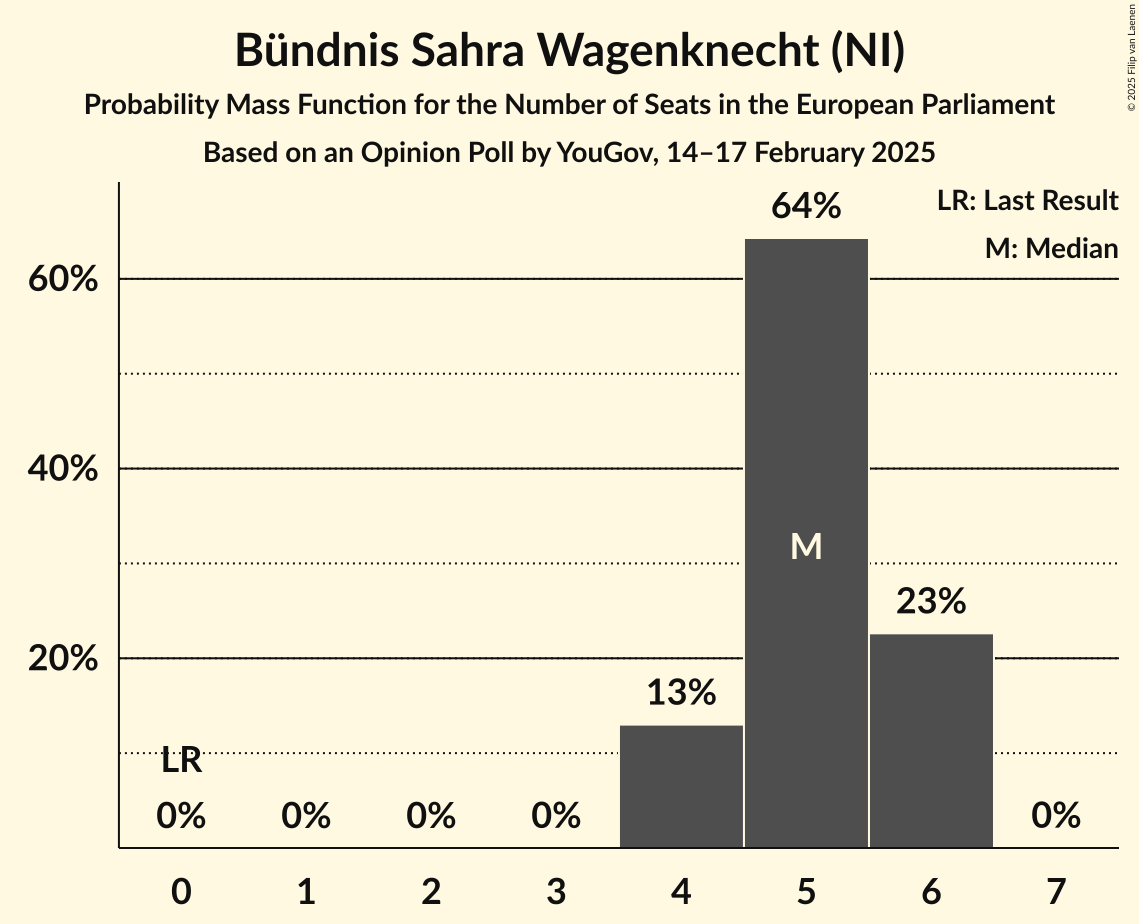 Bündnis Sahra Wagenknecht (NI)
Probability Mass Function for the Number of Seats in the European Parliament
Based on an Opinion Poll by YouGov, 14–17 February 2025
© 2025 Filip van Laenen
LR: Last Result
M: Median
60%
40%
20%
LR
0%
0%
0%
0%
13%
64%
M
23%
0%
0 1 2 3 4 5 6 7